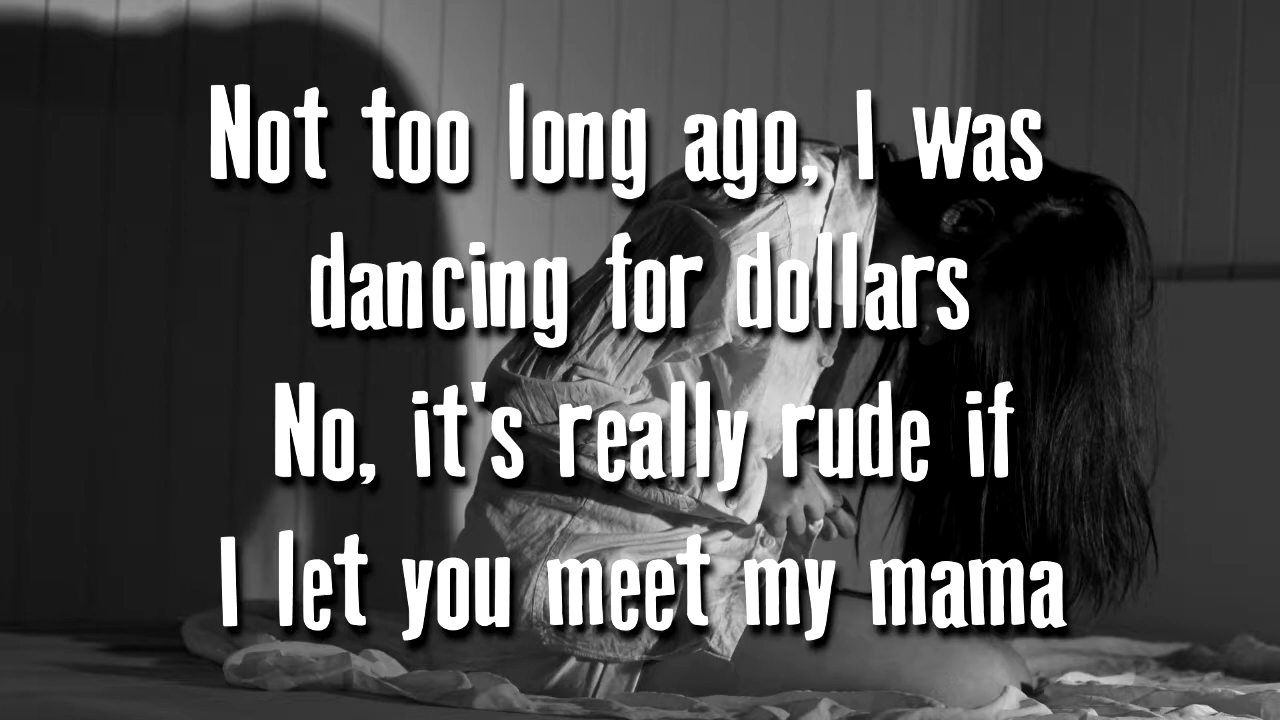 Not too long ago, I was
dancing for dollars
No, it's really rude if
I let you meet my mama